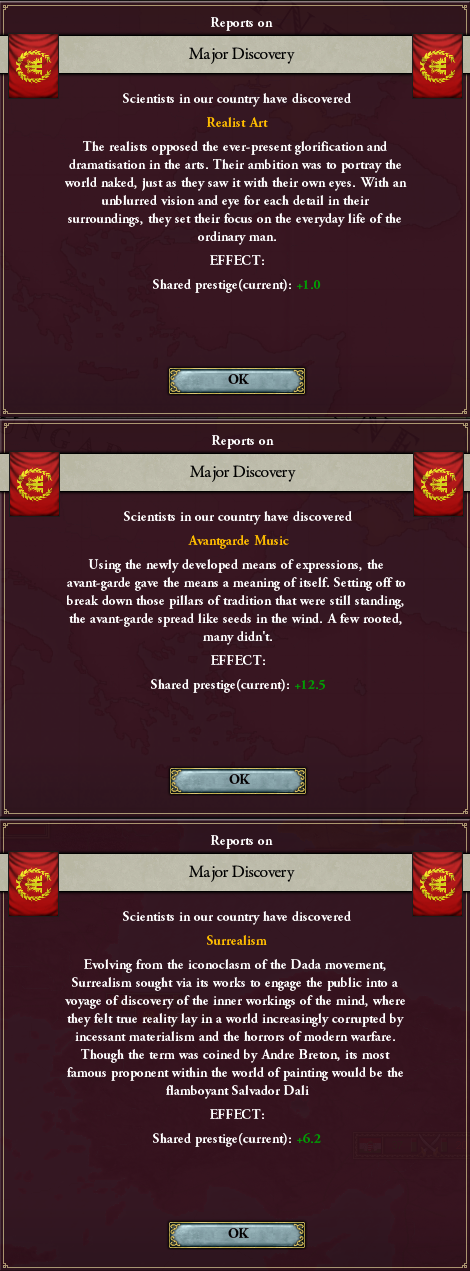 Reports on
Major Discovery
Scientists in our country have discovered
Realist Art
The realists opposed the ever-present glorification and
dramatisation in the arts. Their ambition was to portray the
world naked, just as they saw it with their own eyes. With an
unblurred vision and eye for each detail in their
surroundings, they set their focus on the everyday life of the
ordinary man.
EFFECT:
Shared prestige(current): +1.0
OK
Reports on
Major Discovery
Scientists in our country have discovered
Avantgarde Music
Using the newly developed means of expressions, the
avant-garde gave the means a meaning of itself. Setting off to
break down those pillars of tradition that were still standing,
the avant-garde spread like seeds in the wind. A few rooted,
many didn't.
EFFECT:
Shared prestige(current): +12.5
OK
Reports on
Major Discovery
Scientists in our country have discovered
Surrealism
Evolving from the iconoclasm of the Dada movement,
Surrealism sought via its works to engage the public into a
voyage of discovery of the inner workings of the mind, where
they felt true reality lay in a world increasingly corrupted by
incessant materialism and the horrors of modern warfare.
Though the term was coined by Andre Breton, its most
famous proponent within the world of painting would be the
flamboyant Salvador Dali
EFFECT:
Shared prestige(current): +6.2
OK